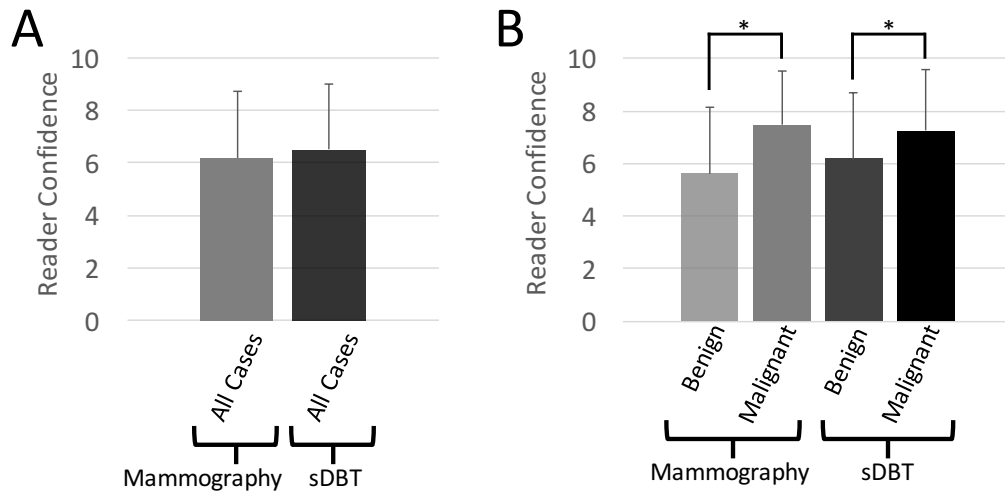 A
Reader Confidence
10
8
6
4
2
0
All Cases
All Cases
Mammography
sDBT
B
Reader Confidence
10
8
6
4
2
0
*
*
Benign
Malignant
Benign
Malignant
Mammography
sDBT